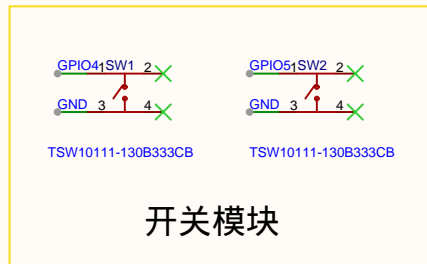 GPIO4 1 SW1 2 GPIO5 1 SW2 2
GND 3 4 GND 3 4
TSW10111-130B333CB TSW10111-130B333CB
开关模块